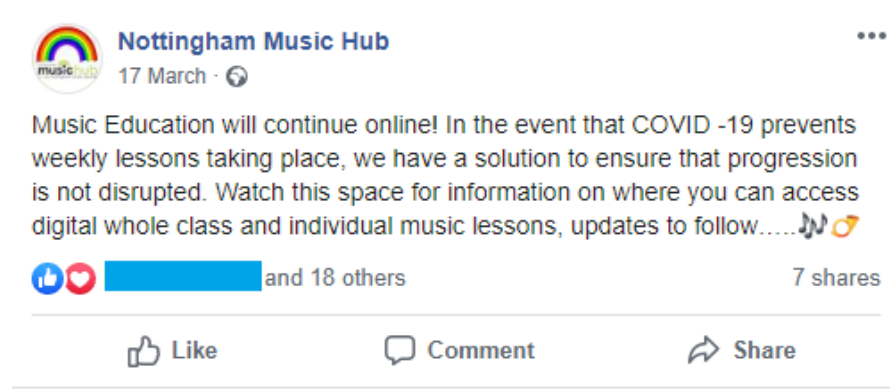 Nottingham Music Hub
musichub
17 March ·
Music Education will continue online! In the event that COVID -19 prevents
weekly lessons taking place, we have a solution to ensure that progression
is not disrupted. Watch this space for information on where you can access
digital whole class and individual music lessons, updates to follow.....🎶🎺
and 18 others
7 shares
Like
Comment
Share